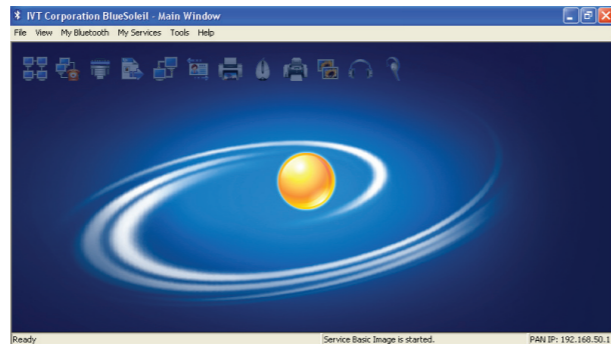 IVT Corporation BlueSoleil - Main Window
File View My Bluetooth My Services Tools Help
Ready Service Basic Image is started. PAN IP: 192.168.50.1